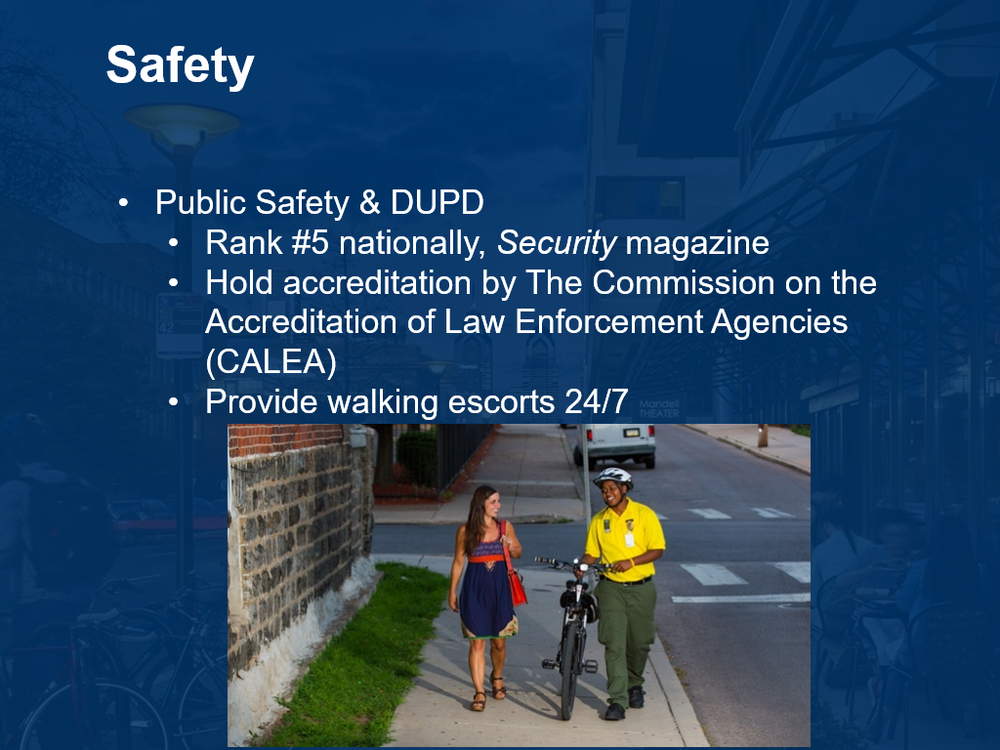 Safety
• Public Safety & DUPD
• Rank #5 nationally, Security magazine
• Hold accreditation by The Commission on the
Accreditation of Law Enforcement Agencies
(CALEA)
• Provide walking escorts 24/7
42
Mandell
THEATER